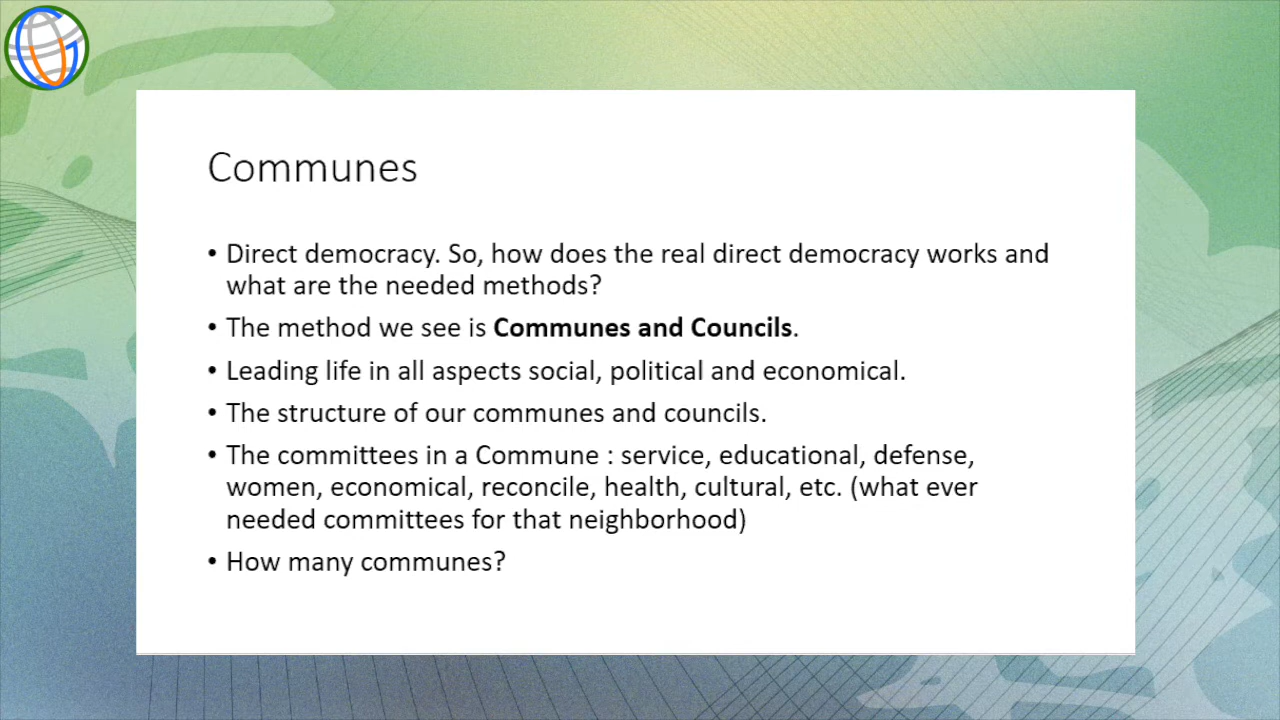 Communes
• Direct democracy. So, how does the real direct democracy works and
what are the needed methods?
• The method we see is Communes and Councils.
• Leading life in all aspects social, political and economical.
• The structure of our communes and councils.
• The committees in a Commune : service, educational, defense,
women, economical, reconcile, health, cultural, etc. (what ever
needed committees for that neighborhood)
• How many communes?